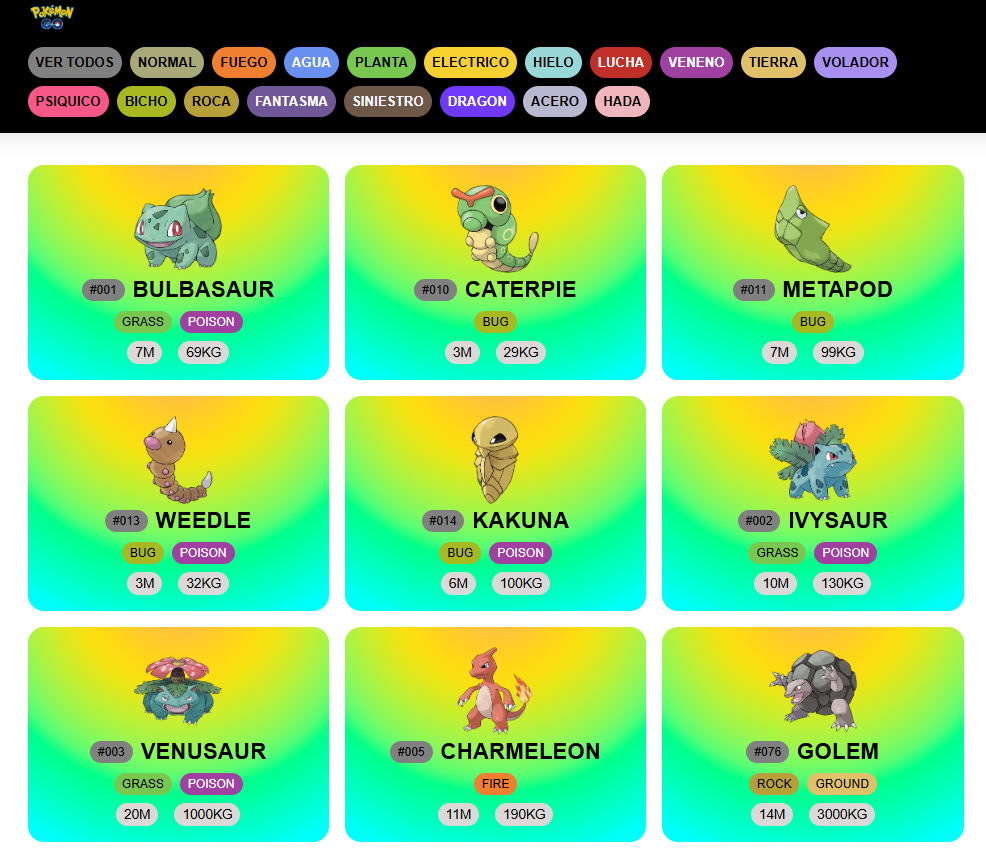 Pokémon
GO
VER TODOS NORMAL FUEGO AGUA PLANTA ELECTRICO HIELO LUCHA VENENO TIERRA VOLADOR
PSIQUICO BICHO ROCA FANTASMA SINIESTRO DRAGON ACERO HADA
#001 BULBASAUR
GRASS POISON
7M 69KG
#010 CATERPIE
BUG
3M 29KG
#011 METAPOD
BUG
7M 99KG
#013 WEEDLE
BUG POISON
3M 32KG
#014 KAKUNA
BUG POISON
6M 100KG
#002 IVYSAUR
GRASS POISON
10M 130KG
#003 VENUSAUR
GRASS POISON
20M 1000KG
#005 CHARMELEON
FIRE
11M 190KG
#076 GOLEM
ROCK GROUND
14M 3000KG